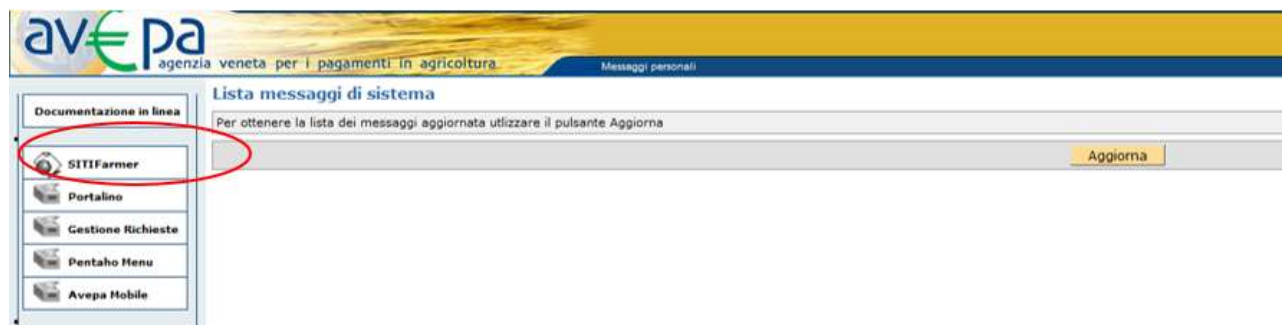 av€pa
agenzia veneta per i pagamenti in agricoltura
Messaggi personali
Documentazione in linea
SITIFarmer
Portalino
Gestione Richieste
Pentaho Menu
Avepa Mobile
Lista messaggi di sistema
Per ottenere la lista dei messaggi aggiornata utlizzare il pulsante Aggiorna
Aggiorna